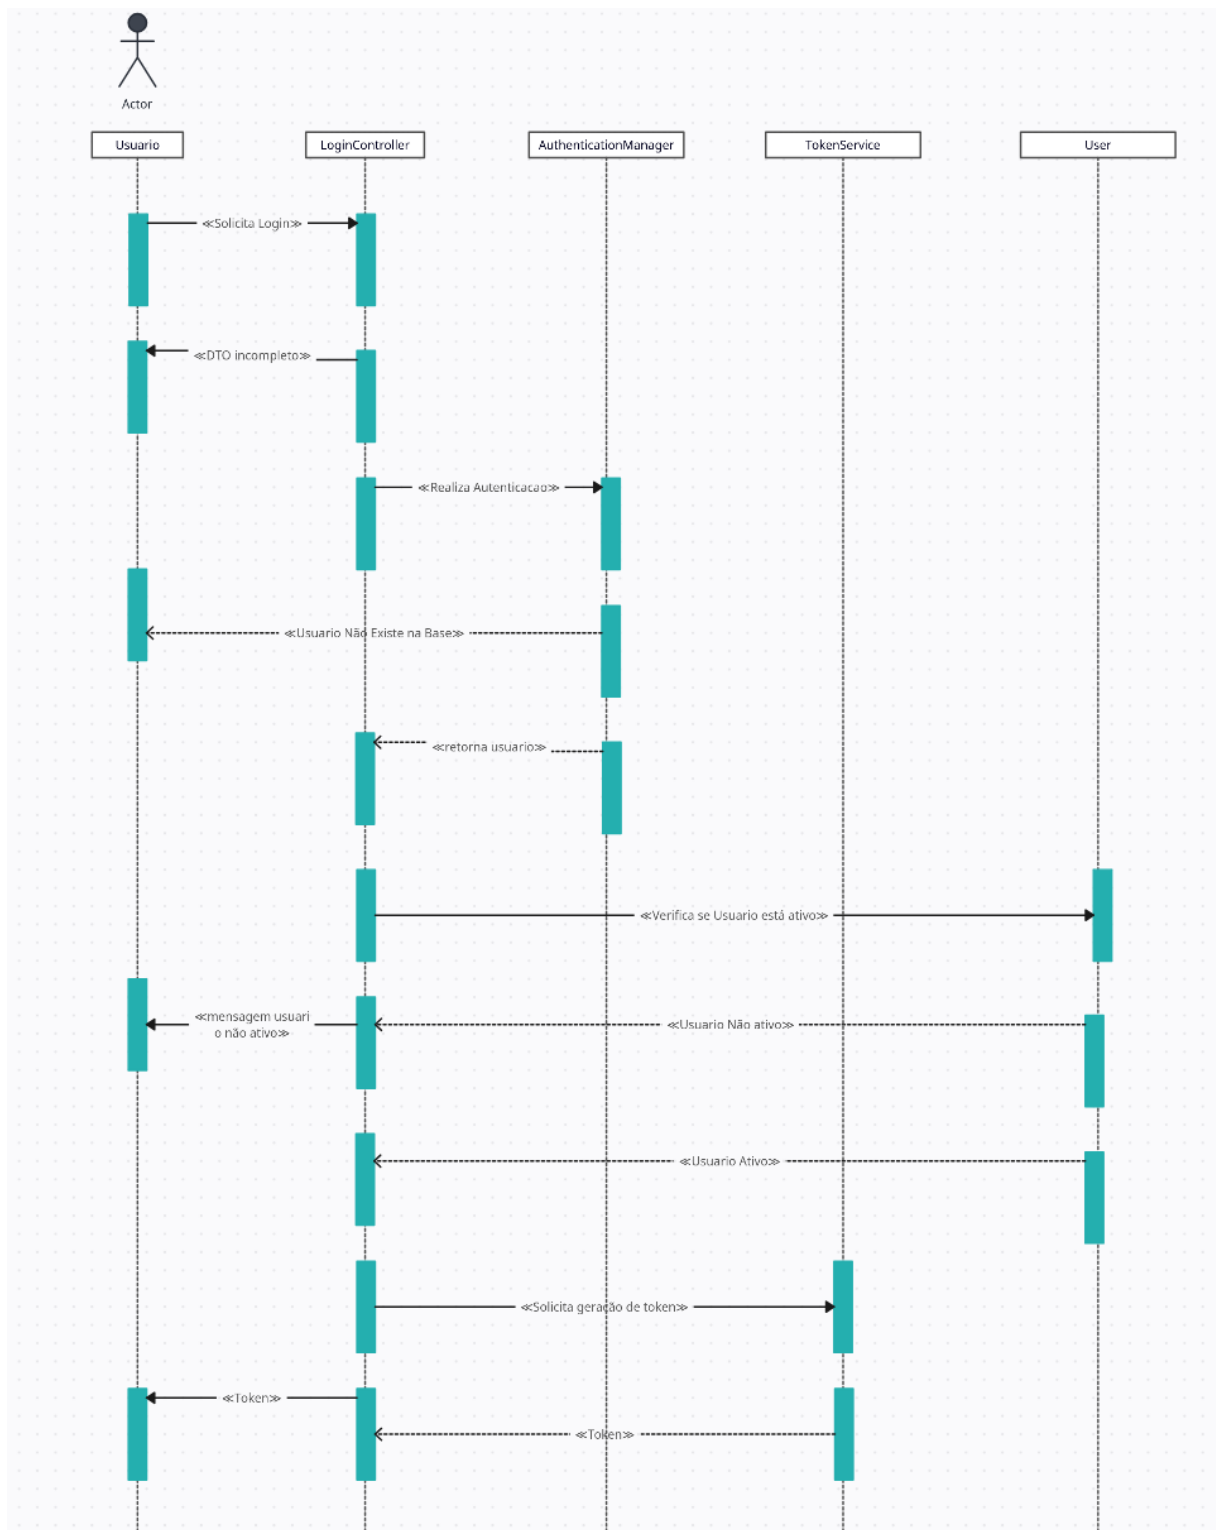 Actor
Usuario
LoginController
AuthenticationManager
TokenService
User
≪Solicita Login≫
≪DTO incompleto≫
≪Realiza Autenticacao≫
≪Usuario Não Existe na Base≫
≪retorna usuario≫
≪Verifica se Usuario está ativo≫
≪mensagem usuari
o não ativo≫
≪Usuario Não ativo≫
≪Usuario Ativo≫
≪Solicita geração de token≫
≪Token≫
≪Token≫